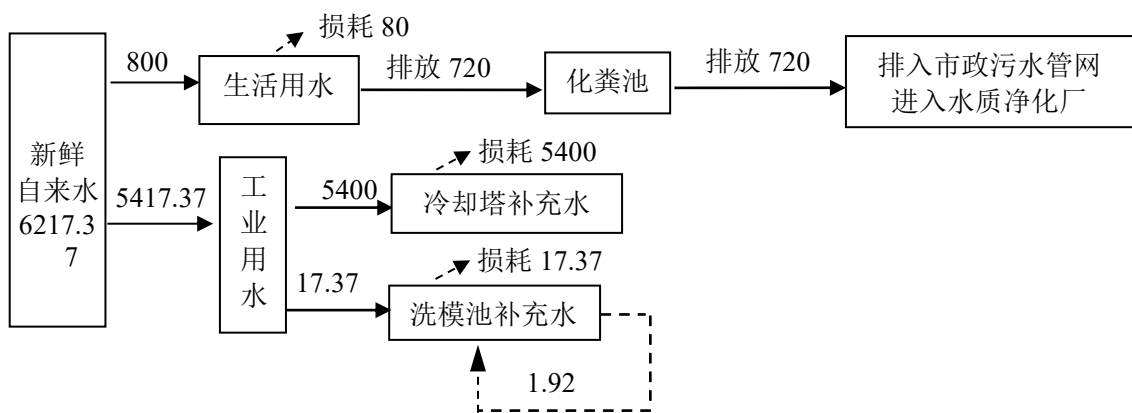 损耗 80
800
生活用水
排放 720
化粪池
排放 720
排入市政污水管网
进入水质净化厂
新鲜
自来水
6217.3
7
5417.37
工
业
用
水
5400
损耗 5400
冷却塔补充水
17.37
损耗 17.37
洗模池补充水
1.92